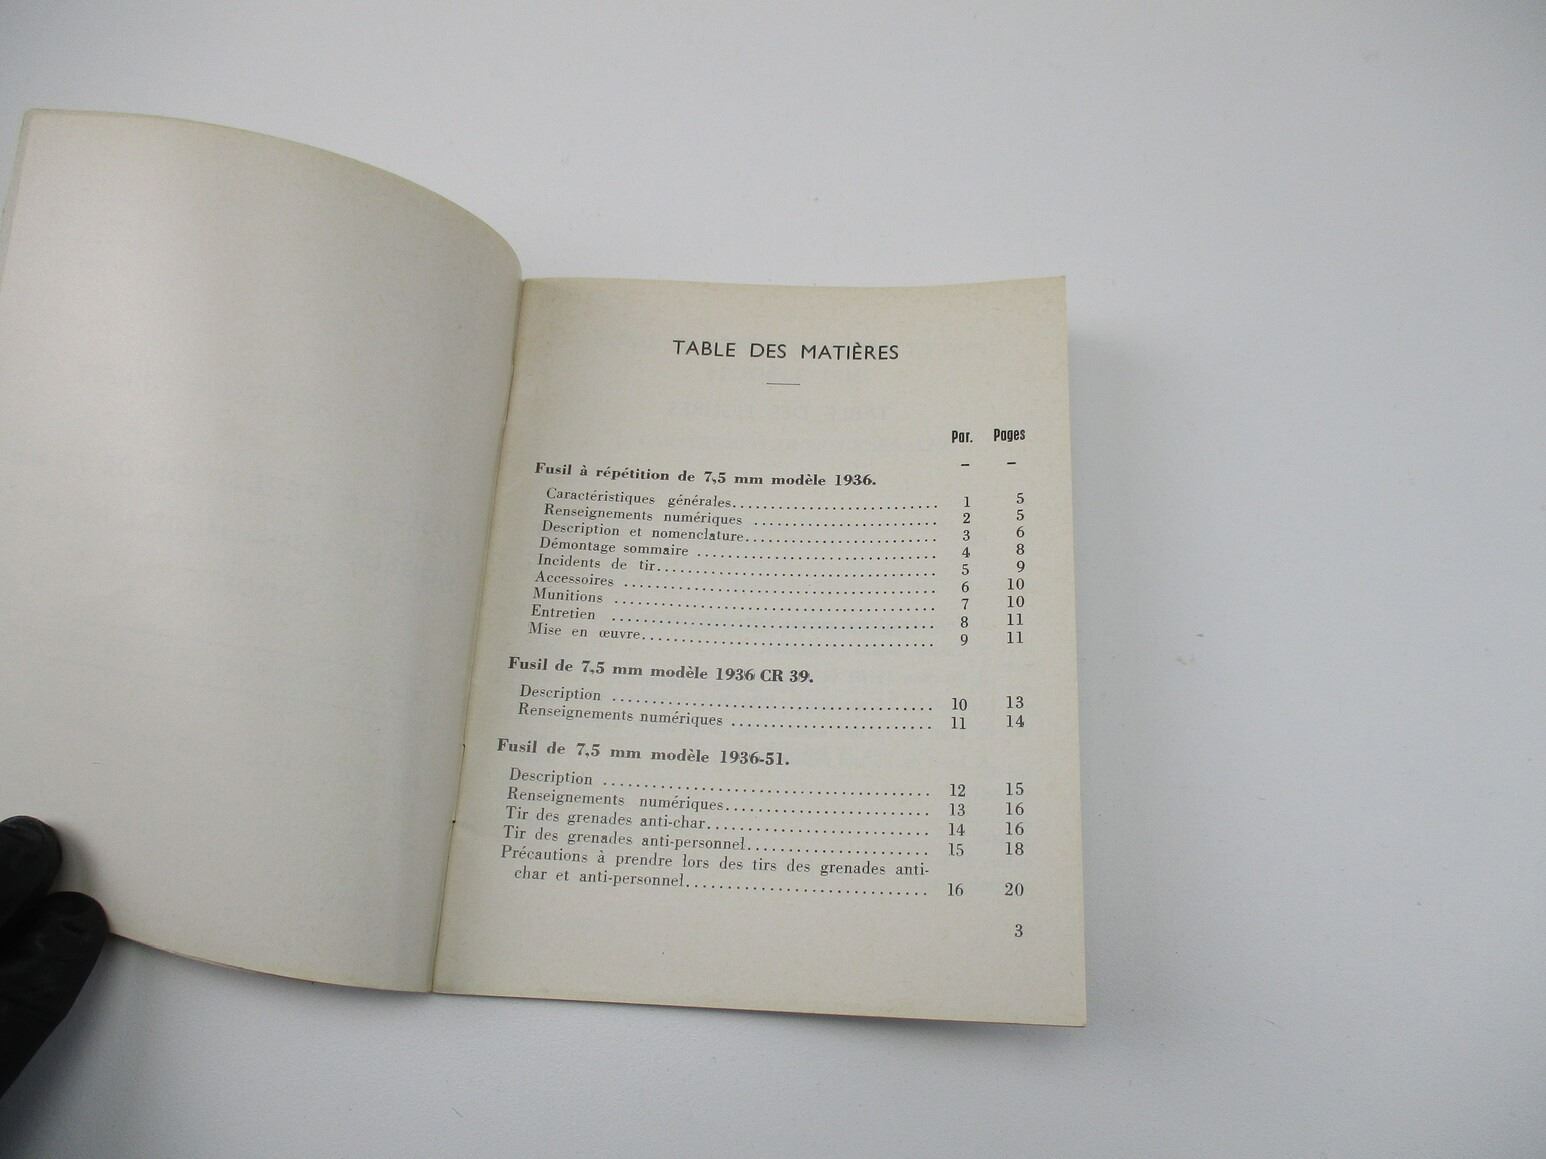 TABLE DES MATIÈRES
Par. Pages
Fusil à répétition de 7,5 mm modèle 1936. – –
Caractéristiques générales........................... 1 5
Renseignements numériques ........................ 2 5
Description et nomenclature......................... 3 6
Démontage sommaire ............................... 4 8
Incidents de tir..................................... 5 9
Accessoires ......................................... 6 10
Munitions .......................................... 7 10
Entretien ........................................... 8 11
Mise en œuvre....................................... 9 11
Fusil de 7,5 mm modèle 1936 CR 39.
Description .......................................... 10 13
Renseignements numériques .......................... 11 14
Fusil de 7,5 mm modèle 1936-51.
Description .......................................... 12 15
Renseignements numériques........................... 13 16
Tir des grenades anti-char............................. 14 16
Tir des grenades anti-personnel........................ 15 18
Précautions à prendre lors des tirs des grenades anti-
char et anti-personnel................................ 16 20
3